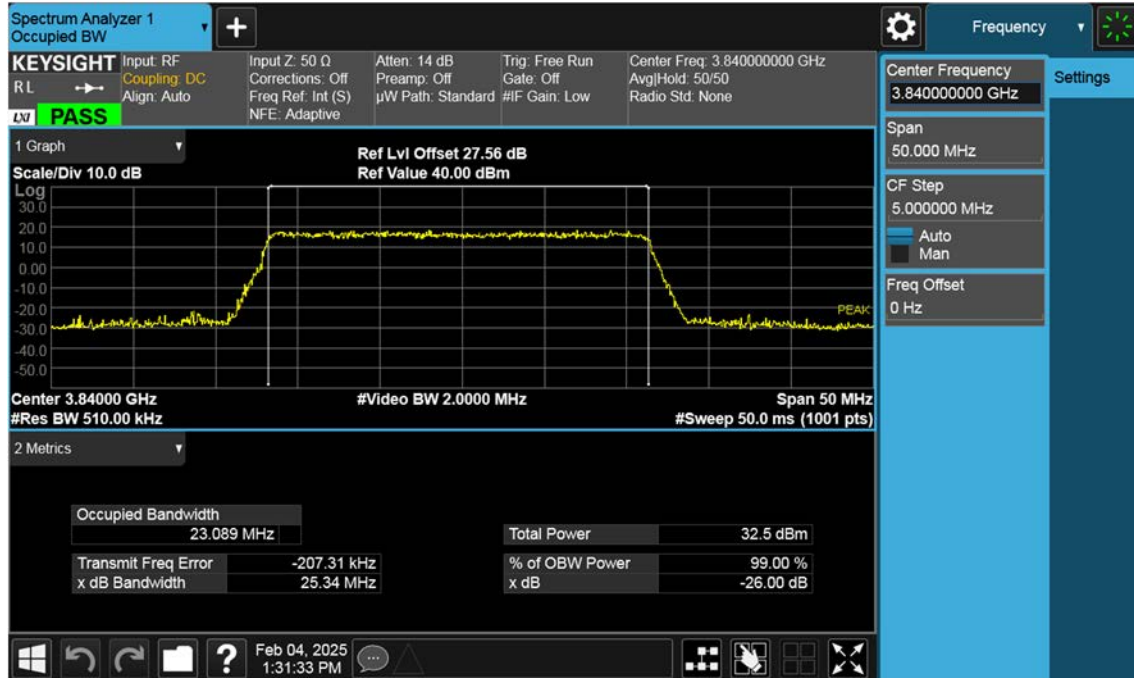 Spectrum Analyzer 1
Occupied BW
Frequency
KEYSIGHT
R L
LXI
PASS
Input: RF
Coupling: DC
Align: Auto
Input Z: 50 Ω
Corrections: Off
Freq Ref: Int (S)
NFE: Adaptive
Atten: 14 dB
Preamp: Off
µW Path: Standard
Trig: Free Run
Gate: Off
#IF Gain: Low
Center Freq: 3.840000000 GHz
Avg|Hold: 50/50
Radio Std: None
1 Graph
Scale/Div 10.0 dB
Ref Lvl Offset 27.56 dB
Ref Value 40.00 dBm
Log
30.0
20.0
10.0
0.00
-10.0
-20.0
-30.0
-40.0
-50.0
PEAK
Center 3.84000 GHz
#Video BW 2.0000 MHz
Span 50 MHz
#Res BW 510.00 kHz
#Sweep 50.0 ms (1001 pts)
2 Metrics
Occupied Bandwidth
23.089 MHz
Total Power 32.5 dBm
Transmit Freq Error -207.31 kHz
% of OBW Power 99.00 %
x dB Bandwidth 25.34 MHz
x dB -26.00 dB
Feb 04, 2025
1:31:33 PM
Center Frequency
3.840000000 GHz
Settings
Span
50.000 MHz
CF Step
5.000000 MHz
Auto
Man
Freq Offset
0 Hz